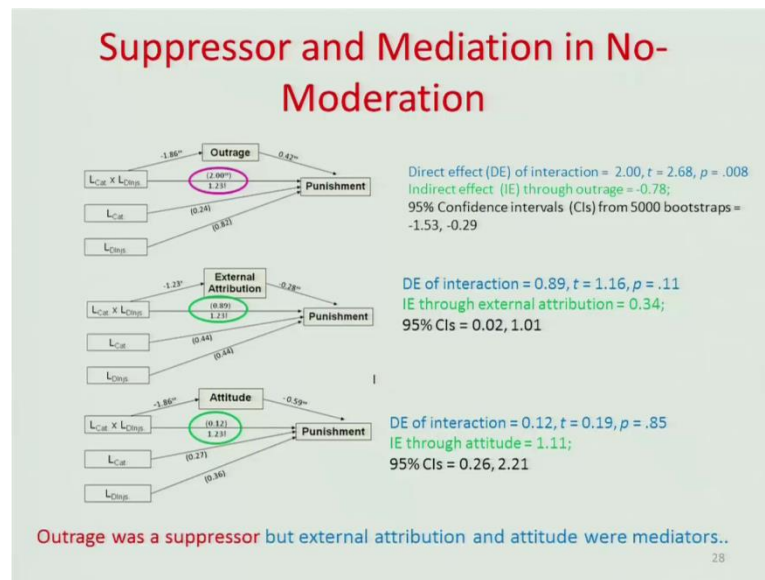 Suppressor and Mediation in No-
Moderation
-1.86**
Outrage
0.42**
LCat x LDInjs
(2.00**)
1.23!
Punishment
LCat
(0.24)
LDInjs
(0.82)
Direct effect (DE) of interaction = 2.00, t = 2.68, p = .008
Indirect effect (IE) through outrage = -0.78;
95% Confidence intervals (CIs) from 5000 bootstraps =
-1.53, -0.29
External
Attribution
-1.23*
-0.28**
LCat X LDInjs
(0.89)
1.23!
Punishment
LCat
(0.44)
(0.44)
LDInjs
DE of interaction = 0.89, t = 1.16, p = .11
IE through external attribution = 0.34;
95% CIs = 0.02, 1.01
Attitude
-1.86**
-0.59**
LCat x LDInjs
(0.12)
1.23!
Punishment
LCat
(0.27)
(0.36)
LDInjs
DE of interaction = 0.12, t = 0.19, p = .85
IE through attitude = 1.11;
95% CIs = 0.26, 2.21
Outrage was a suppressor but external attribution and attitude were mediators..
28